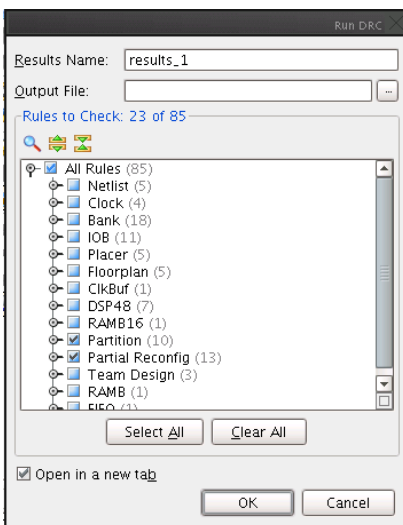 Run DRC
Results Name: results_1
Output File: ...
Rules to Check: 23 of 85
All Rules (85)
Netlist (5)
Clock (4)
Bank (18)
IOB (11)
Placer (5)
Floorplan (5)
ClkBuf (1)
DSP48 (7)
RAMB16 (1)
Partition (10)
Partial Reconfig (13)
Team Design (3)
RAMB (1)
FIFO (1)
Select All Clear All
Open in a new tab
OK Cancel